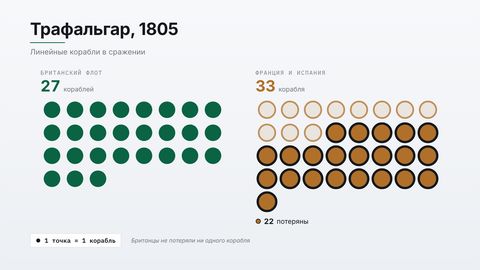 Трафальгар, 1805
Линейные корабли в сражении
БРИТАНСКИЙ ФЛОТ
27 кораблей
ФРАНЦИЯ И ИСПАНИЯ
33 корабля
22 потеряны
1 точка = 1 корабль
Британцы не потеряли ни одного корабля